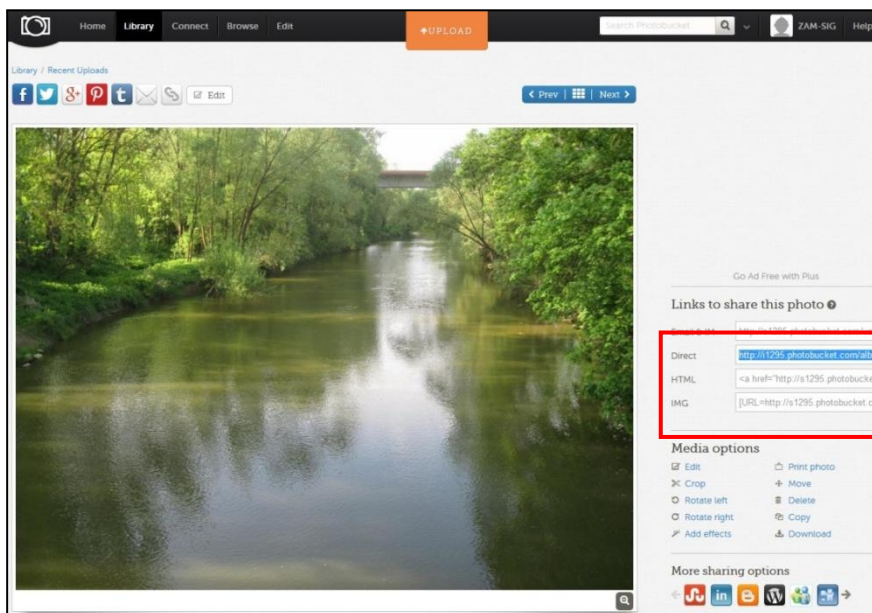 Home Library Connect Browse Edit UPLOAD Search Photobucket ZAM-SIG Help
Library / Recent Uploads
Edit
Prev Next
Go Ad Free with Plus
Links to share this photo
Email & IM
Direct http://i1295.photobucket.com/alb
HTML <a href="http://s1295.photobucke
IMG [URL=http://s1295.photobucket.c
Media options
Edit Print photo
Crop Move
Rotate left Delete
Rotate right Copy
Add effects Download
More sharing options